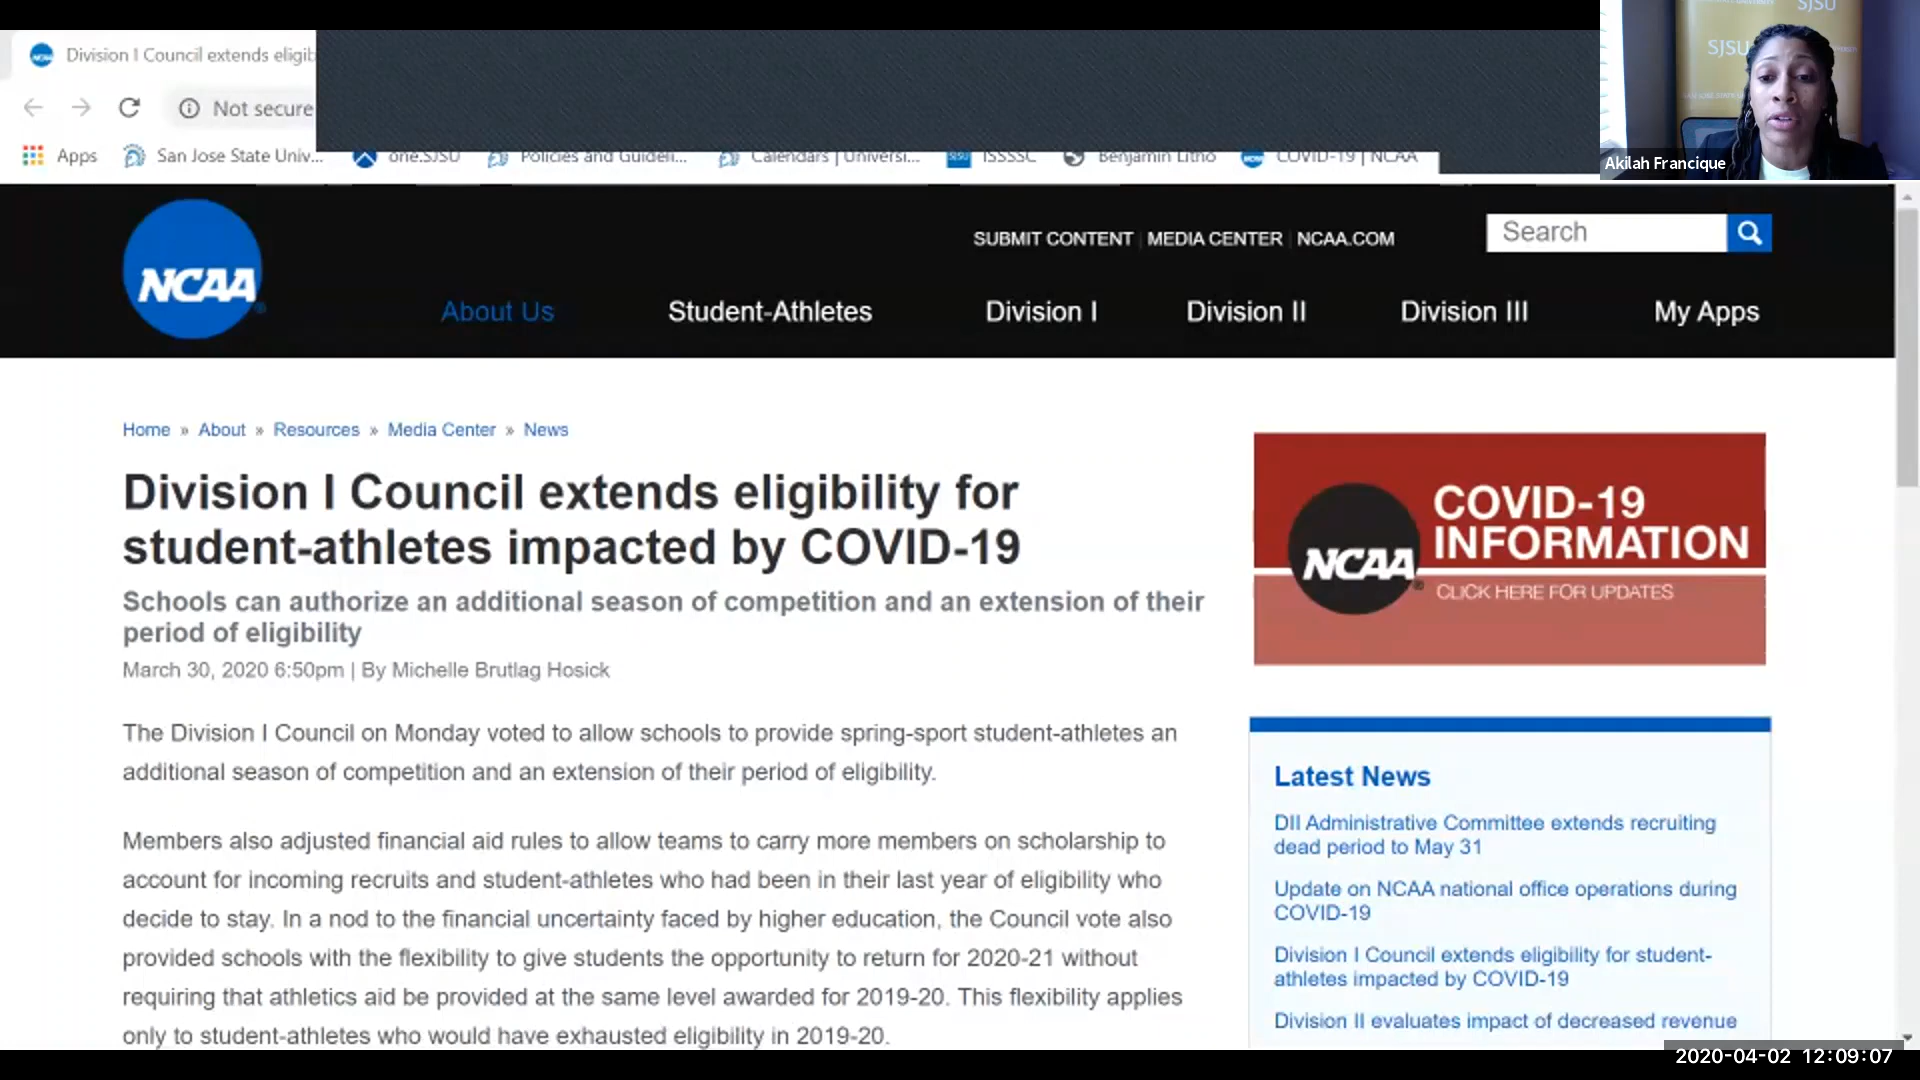 SJSU
SJSU
Akilah Francique
Division I Council extends eligib
Not secure
Apps
San Jose State Univ...
one.SJSU
Policies and Guideli...
Calendars | Universi...
ISSSSC
Benjamin Litho
COVID-19 | NCAA
SUBMIT CONTENT | MEDIA CENTER | NCAA.COM
Search
NCAA
About Us
Student-Athletes
Division I
Division II
Division III
My Apps
Home » About » Resources » Media Center » News
Division I Council extends eligibility for
student-athletes impacted by COVID-19
Schools can authorize an additional season of competition and an extension of their
period of eligibility
March 30, 2020 6:50pm | By Michelle Brutlag Hosick
The Division I Council on Monday voted to allow schools to provide spring-sport student-athletes an
additional season of competition and an extension of their period of eligibility.
Members also adjusted financial aid rules to allow teams to carry more members on scholarship to
account for incoming recruits and student-athletes who had been in their last year of eligibility who
decide to stay. In a nod to the financial uncertainty faced by higher education, the Council vote also
provided schools with the flexibility to give students the opportunity to return for 2020-21 without
requiring that athletics aid be provided at the same level awarded for 2019-20. This flexibility applies
only to student-athletes who would have exhausted eligibility in 2019-20.
NCAA
COVID-19
INFORMATION
CLICK HERE FOR UPDATES
Latest News
DII Administrative Committee extends recruiting
dead period to May 31
Update on NCAA national office operations during
COVID-19
Division I Council extends eligibility for student-
athletes impacted by COVID-19
Division II evaluates impact of decreased revenue
2020-04-02 12:09:07